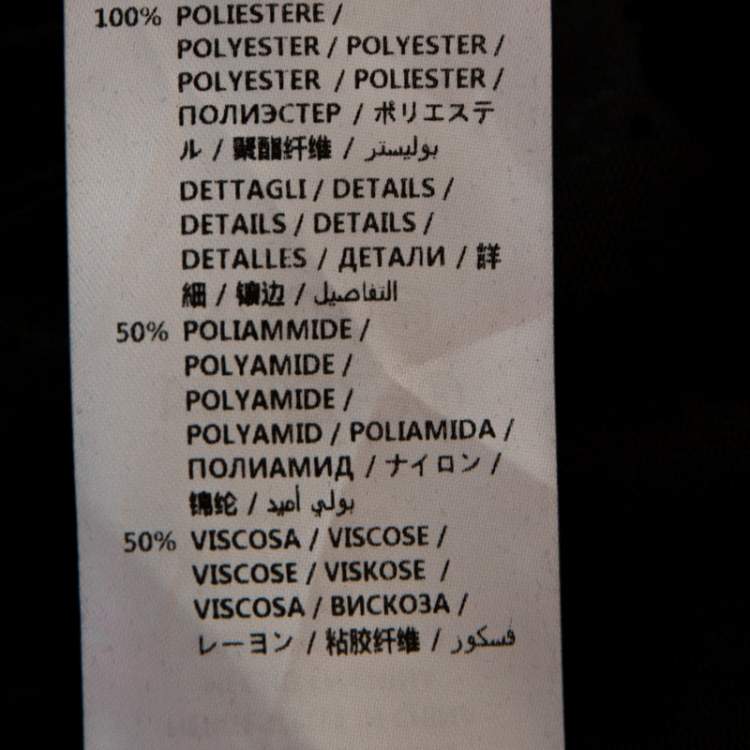 100% POLIESTERE /
POLYESTER / POLYESTER /
POLYESTER / POLIESTER /
ПОЛИЭСТЕР / ポリエステ
ル / 聚酯纤维 / بوليستر
DETTAGLI / DETAILS /
DETAILS / DETAILS /
DETALLES / ДЕТАЛИ / 詳
細 / 镶边 / التفاصيل
50% POLIAMMIDE /
POLYAMIDE /
POLYAMIDE /
POLYAMID / POLIAMIDA /
ПОЛИАМИД / ナイロン /
锦纶 / بولي أميد
50% VISCOSA / VISCOSE /
VISCOSE / VISKOSE /
VISCOSA / ВИСКОЗА /
レーヨン / 粘胶纤维 / فسكور